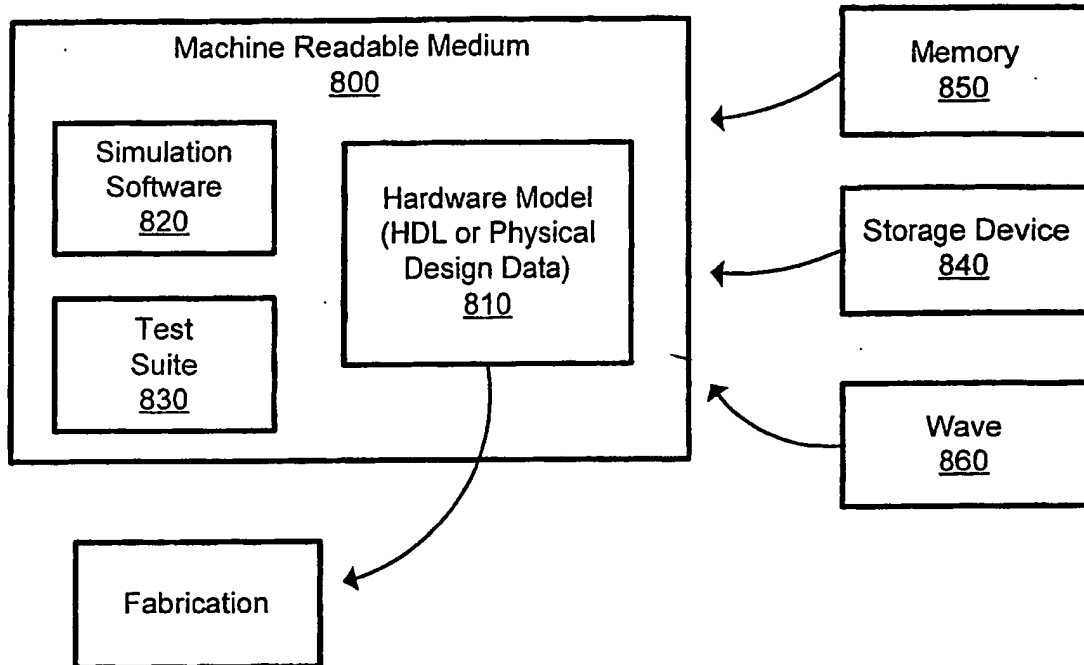 Machine Readable Medium
800
Simulation
Software
820
Hardware Model
(HDL or Physical
Design Data)
810
Test
Suite
830
Memory
850
Storage Device
840
Wave
860
Fabrication